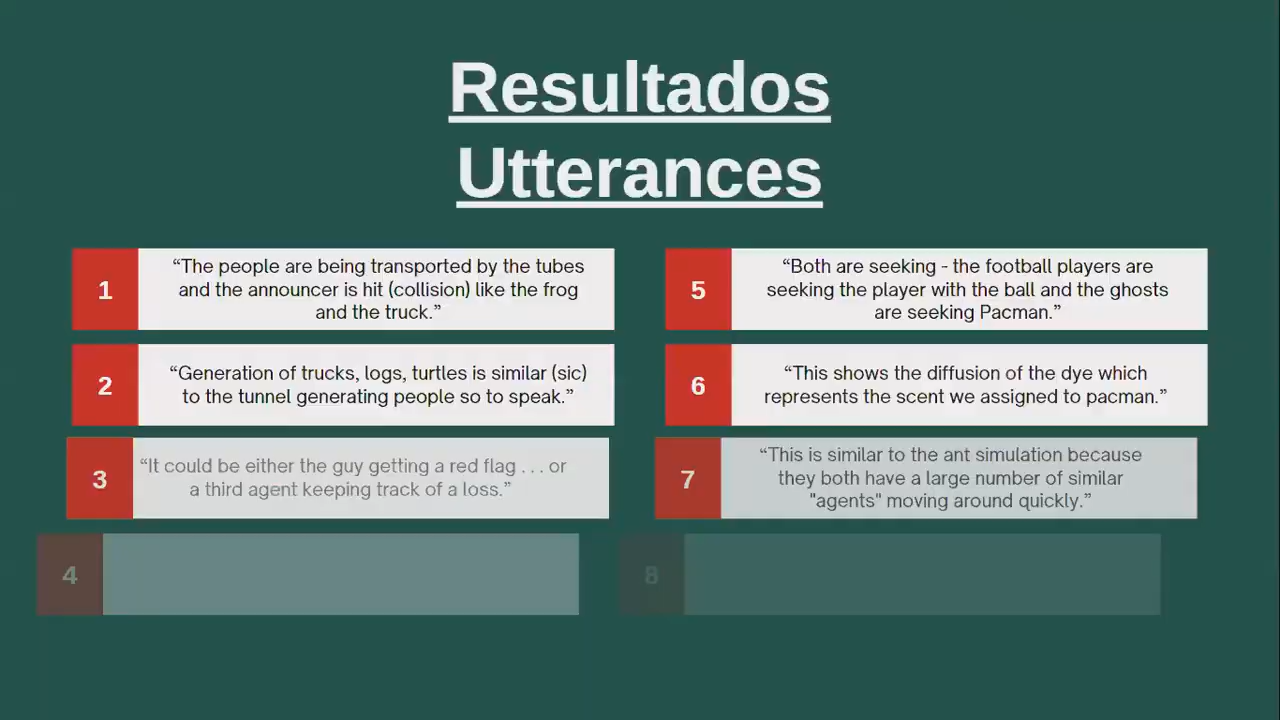 Resultados
Utterances
1
“The people are being transported by the tubes
and the announcer is hit (collision) like the frog
and the truck.”
2
“Generation of trucks, logs, turtles is similar (sic)
to the tunnel generating people so to speak.”
3
“It could be either the guy getting a red flag . . . or
a third agent keeping track of a loss.”
4
5
“Both are seeking - the football players are
seeking the player with the ball and the ghosts
are seeking Pacman.”
6
“This shows the diffusion of the dye which
represents the scent we assigned to pacman.”
7
“This is similar to the ant simulation because
they both have a large number of similar
"agents" moving around quickly.”
8